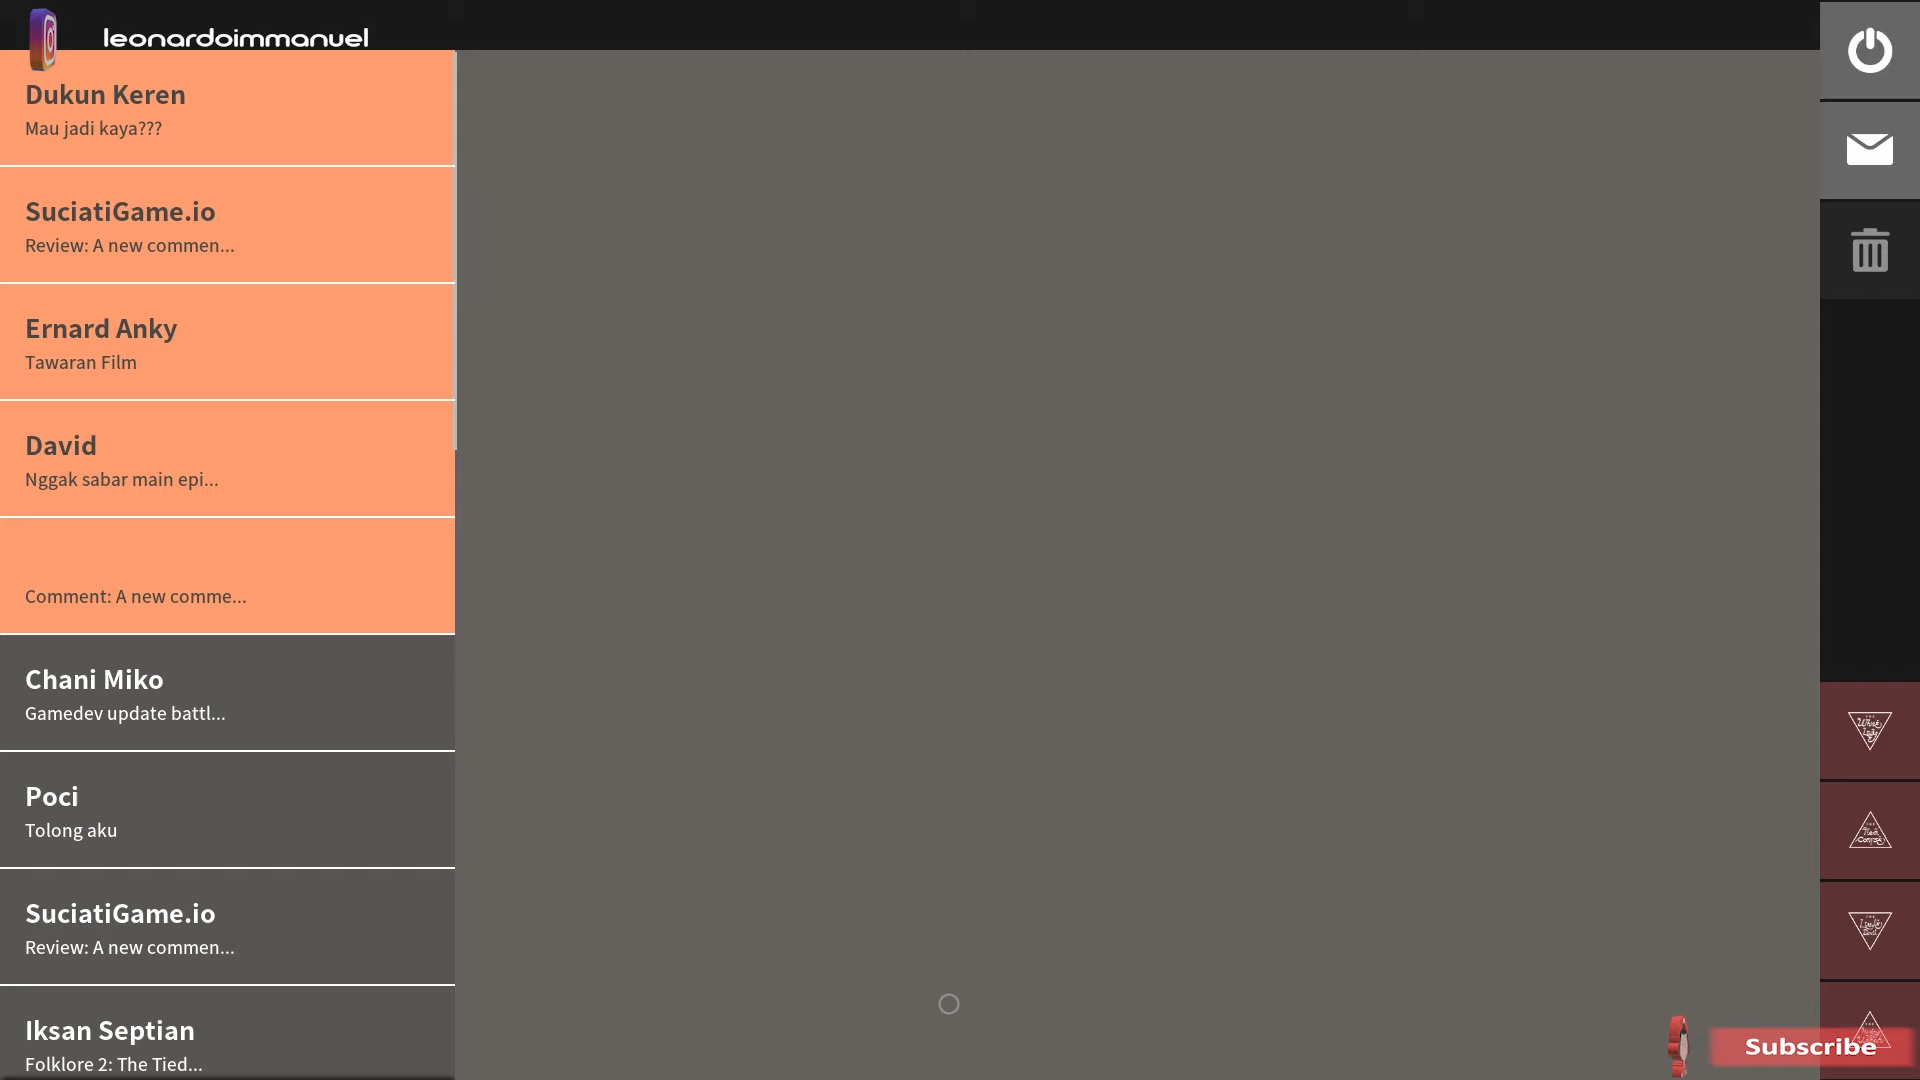 leonardoimmanuel
Dukun Keren
Mau jadi kaya???
SuciatiGame.io
Review: A new commen...
Ernard Anky
Tawaran Film
David
Nggak sabar main epi...
Comment: A new comme...
Chani Miko
Gamedev update battl...
Poci
Tolong aku
SuciatiGame.io
Review: A new commen...
Iksan Septian
Folklore 2: The Tied...
Subscribe